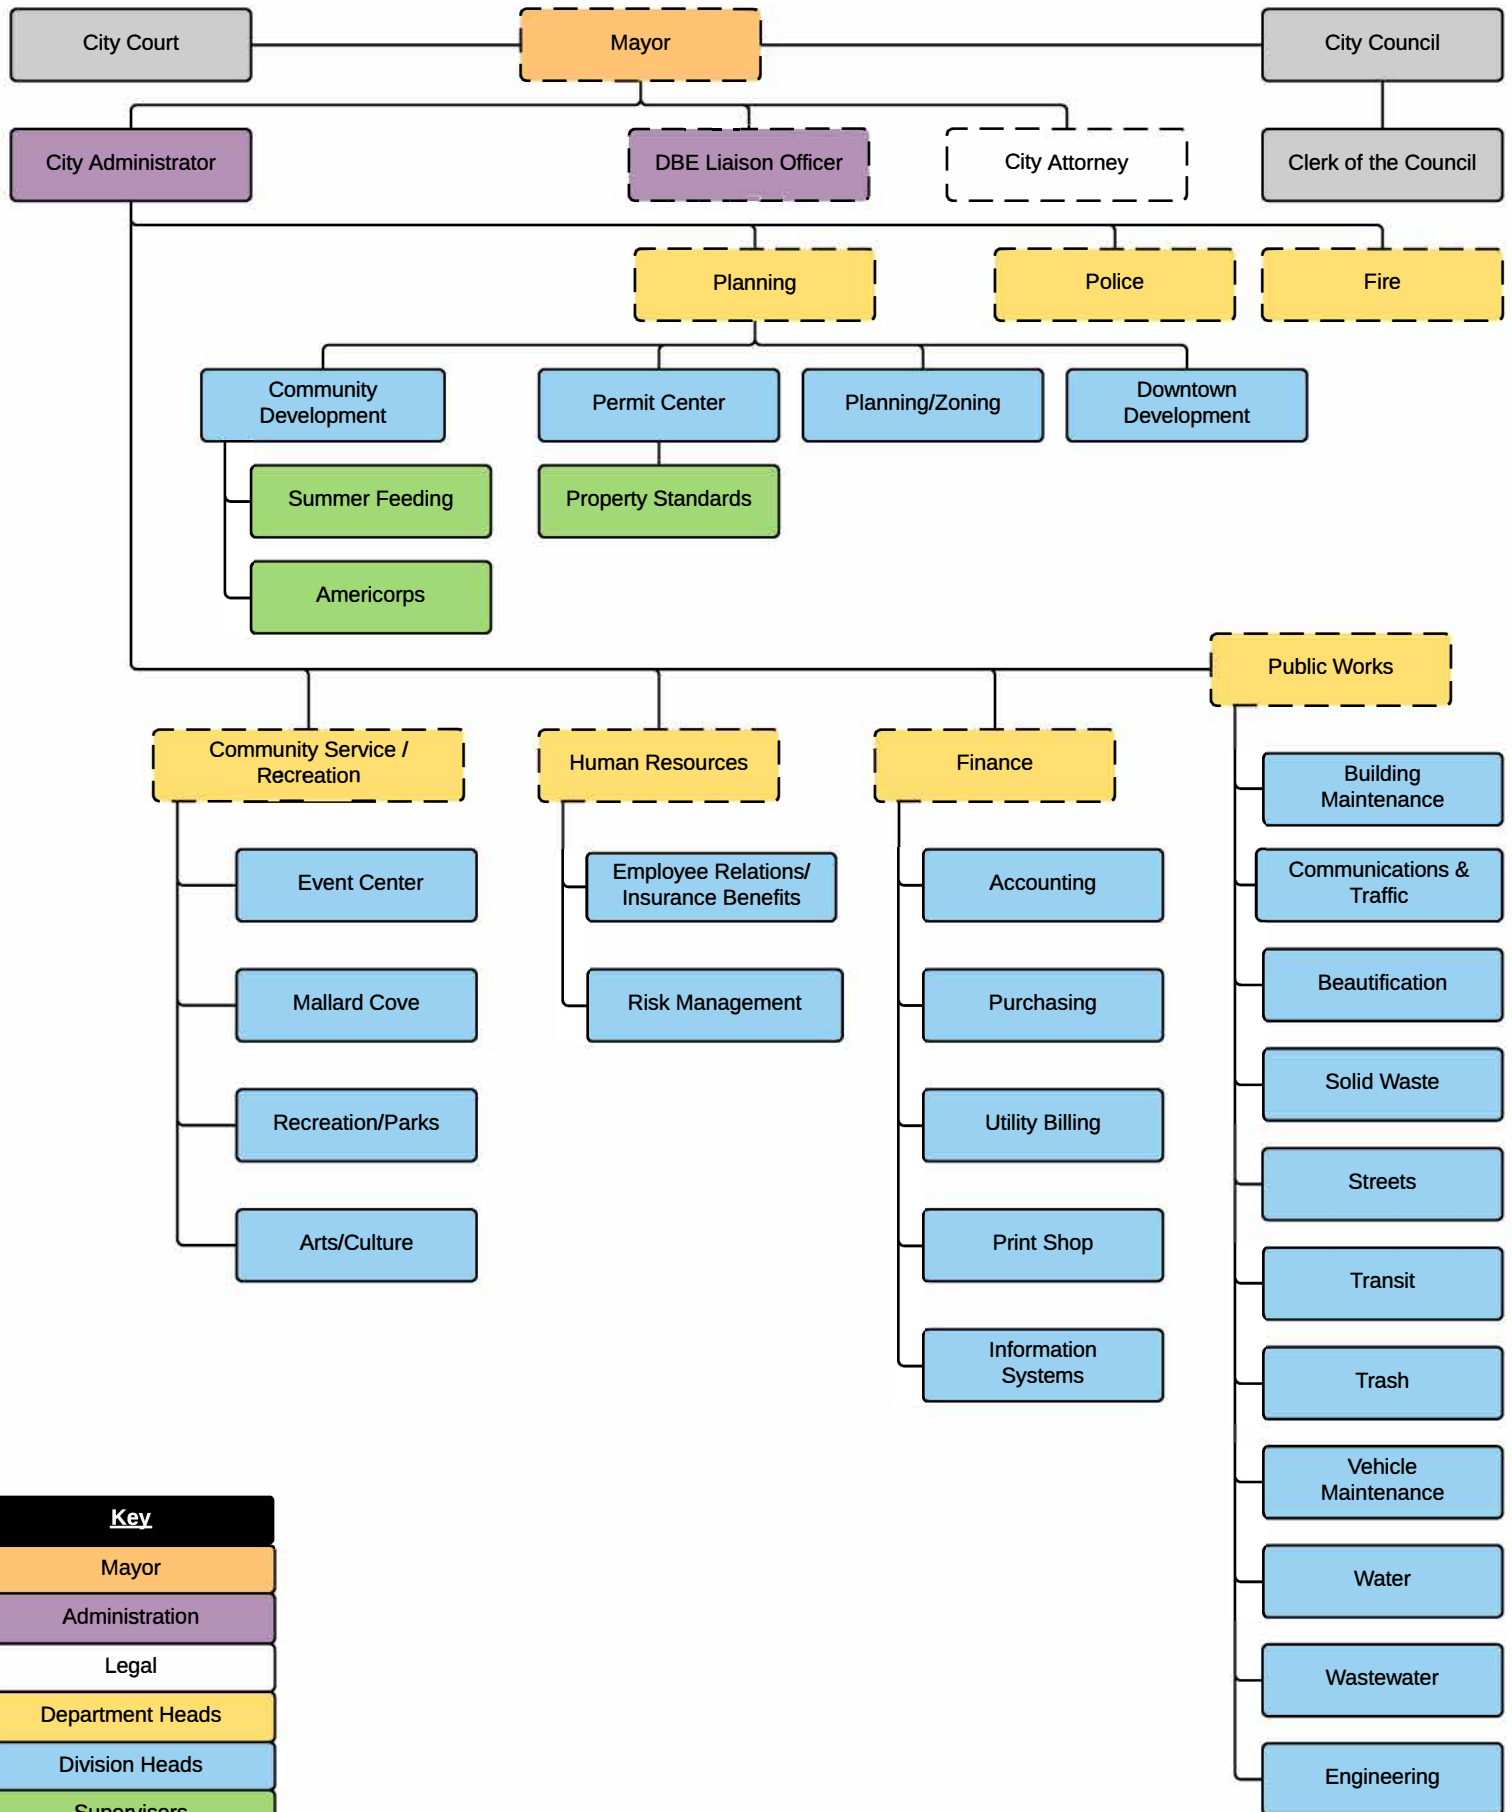 City Court
Mayor
City Council
City Administrator
DBE Liaison Officer
City Attorney
Clerk of the Council
Planning
Police
Fire
Community
Development
Permit Center
Planning/Zoning
Downtown
Development
Summer Feeding
Property Standards
Americorps
Public Works
Community Service /
Recreation
Human Resources
Finance
Building
Maintenance
Event Center
Employee Relations/
Insurance Benefits
Accounting
Communications &
Traffic
Mallard Cove
Risk Management
Purchasing
Beautification
Recreation/Parks
Utility Billing
Solid Waste
Streets
Arts/Culture
Print Shop
Transit
Information
Systems
Trash
Vehicle
Maintenance
Water
Wastewater
Engineering
Key
Mayor
Administration
Legal
Department Heads
Division Heads
Supervisors